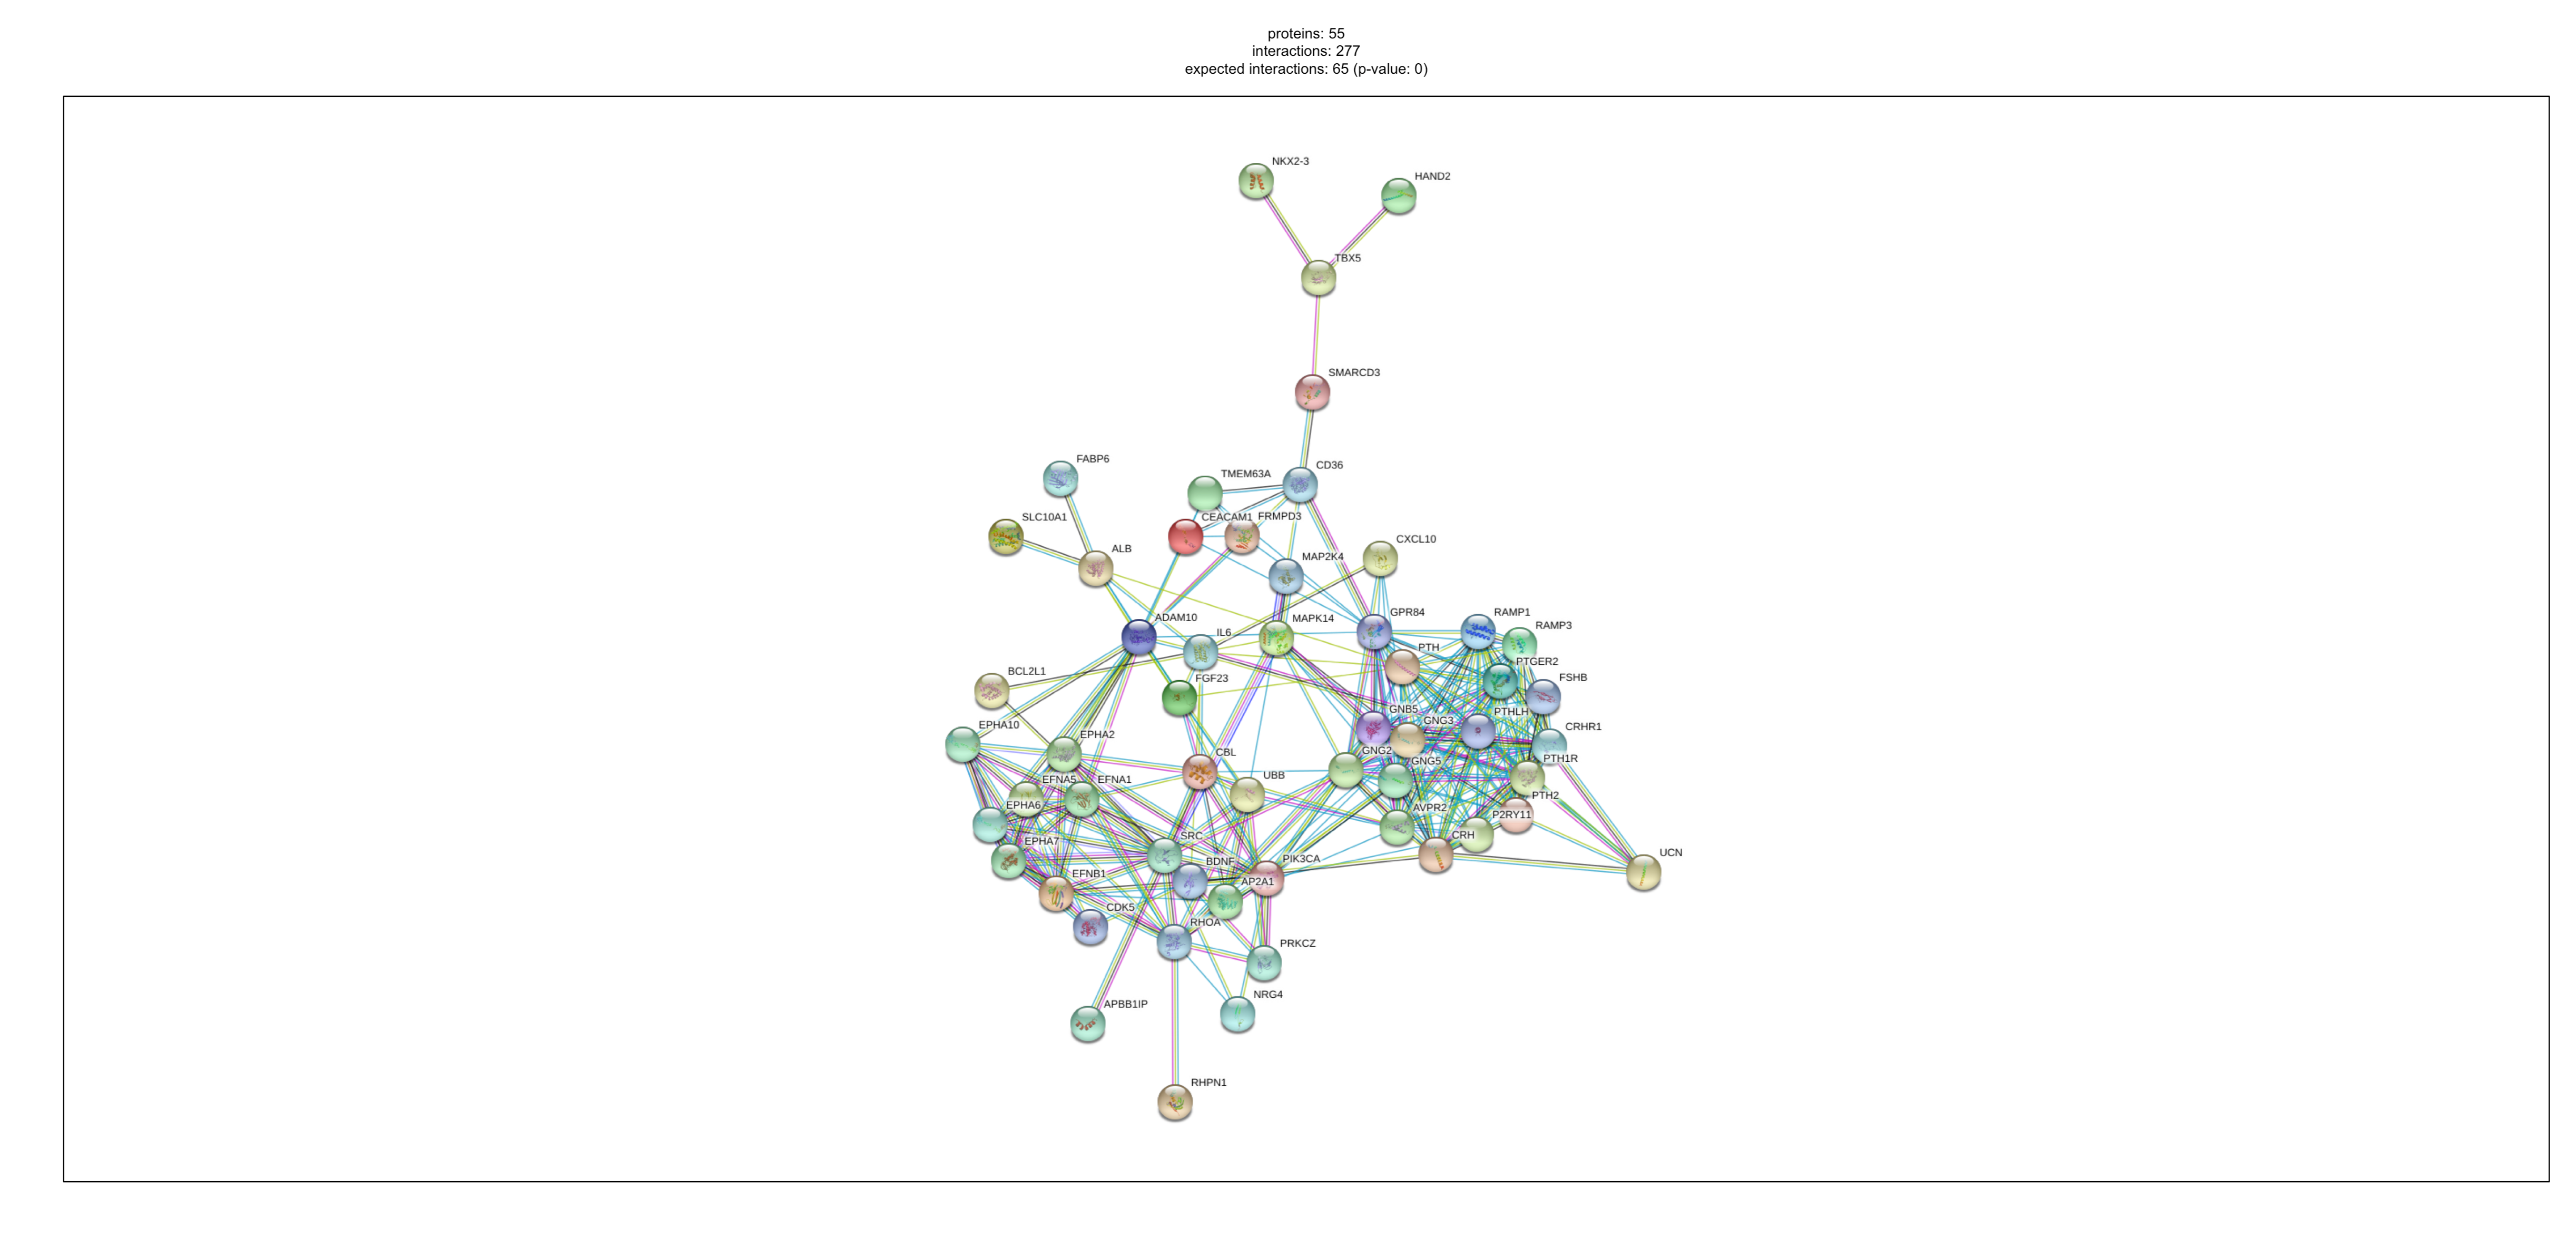 proteins: 55
interactions: 277
expected interactions: 65 (p-value: 0)
NKX2-3
HAND2
TBX5
SMARCD3
FABP6
CD36
TMEM63A
SLC10A1
CEACAM1
FRMPD3
CXCL10
ALB
MAP2K4
GPR84
RAMP1
ADAM10
MAPK14
RAMP3
IL6
PTH
PTGER2
BCL2L1
FGF23
FSHB
GNB5
PTHLH
EPHA10
GNG3
CRHR1
EPHA2
CBL
GNG2
PTH1R
GNG5
UBB
EFNA5
EFNA1
PTH2
EPHA6
AVPR2
P2RY11
SRC
CRH
EPHA7
UCN
BDNF
PIK3CA
EFNB1
AP2A1
CDK5
RHOA
PRKCZ
NRG4
APBB1IP
RHPN1